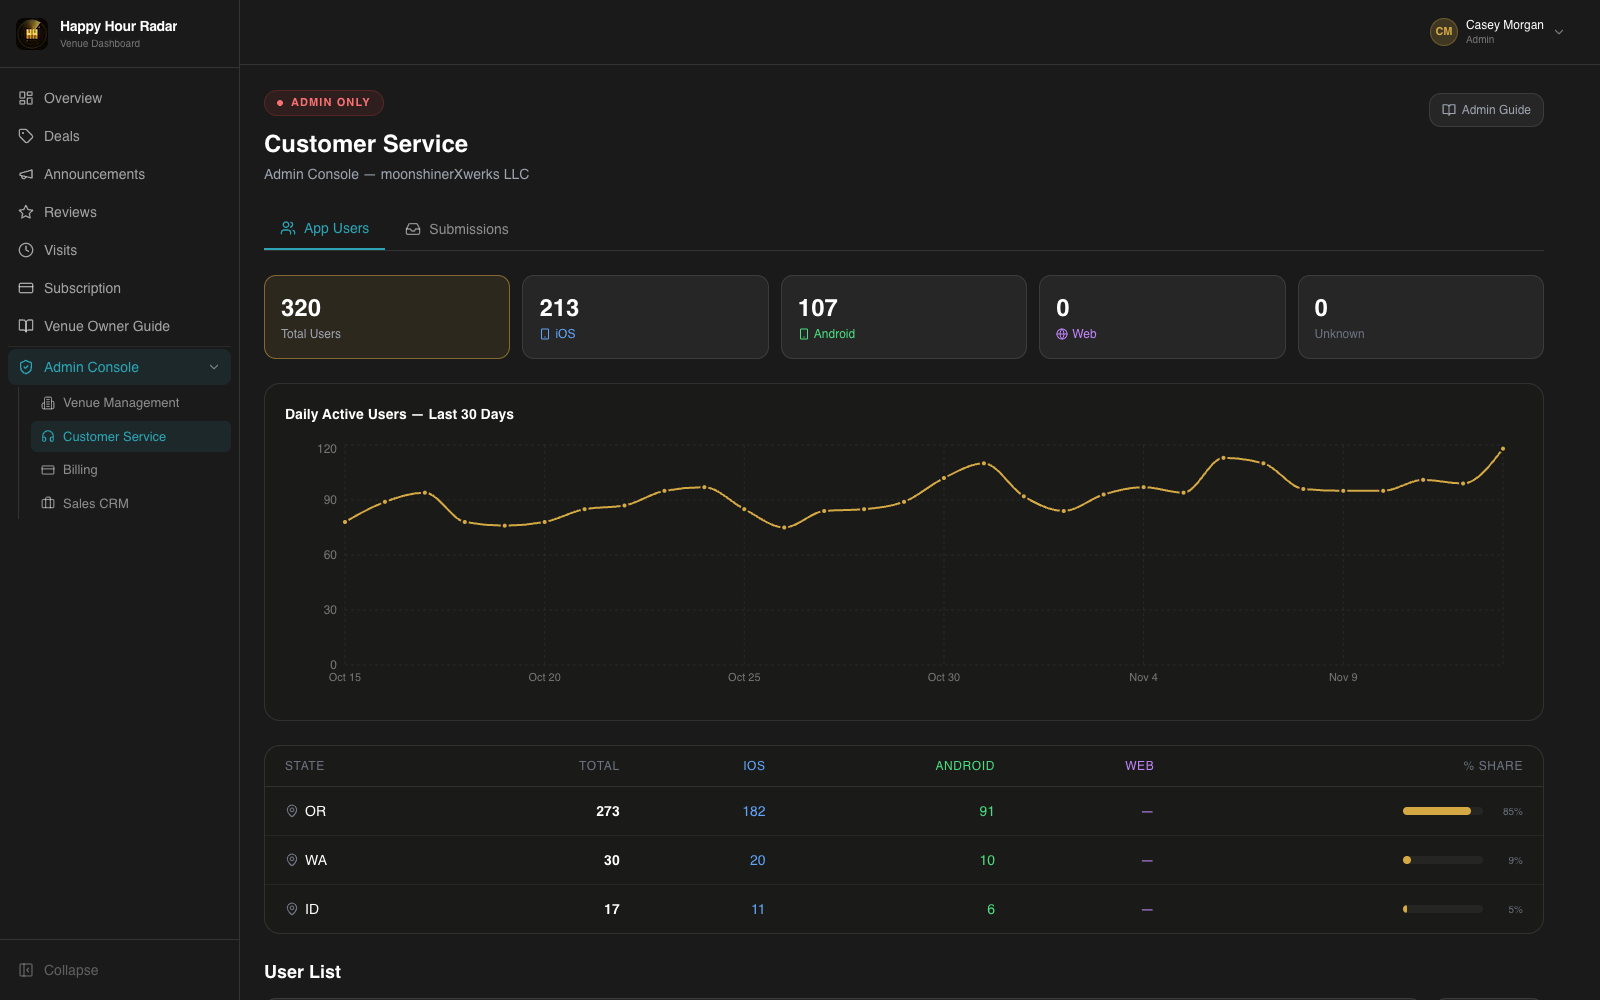 Happy Hour Radar
Venue Dashboard
Overview
Deals
Announcements
Reviews
Visits
Subscription
Venue Owner Guide
Admin Console
Venue Management
Customer Service
Billing
Sales CRM
Collapse
CM
Casey Morgan
Admin
ADMIN ONLY
Admin Guide
Customer Service
Admin Console — moonshinerXwerks LLC
App Users
Submissions
320
Total Users
213
iOS
107
Android
0
Web
0
Unknown
Daily Active Users — Last 30 Days
120
90
60
30
0
Oct 15 Oct 20 Oct 25 Oct 30 Nov 4 Nov 9
STATE TOTAL IOS ANDROID WEB % SHARE
OR 273 182 91 — 85%
WA 30 20 10 — 9%
ID 17 11 6 — 5%
User List